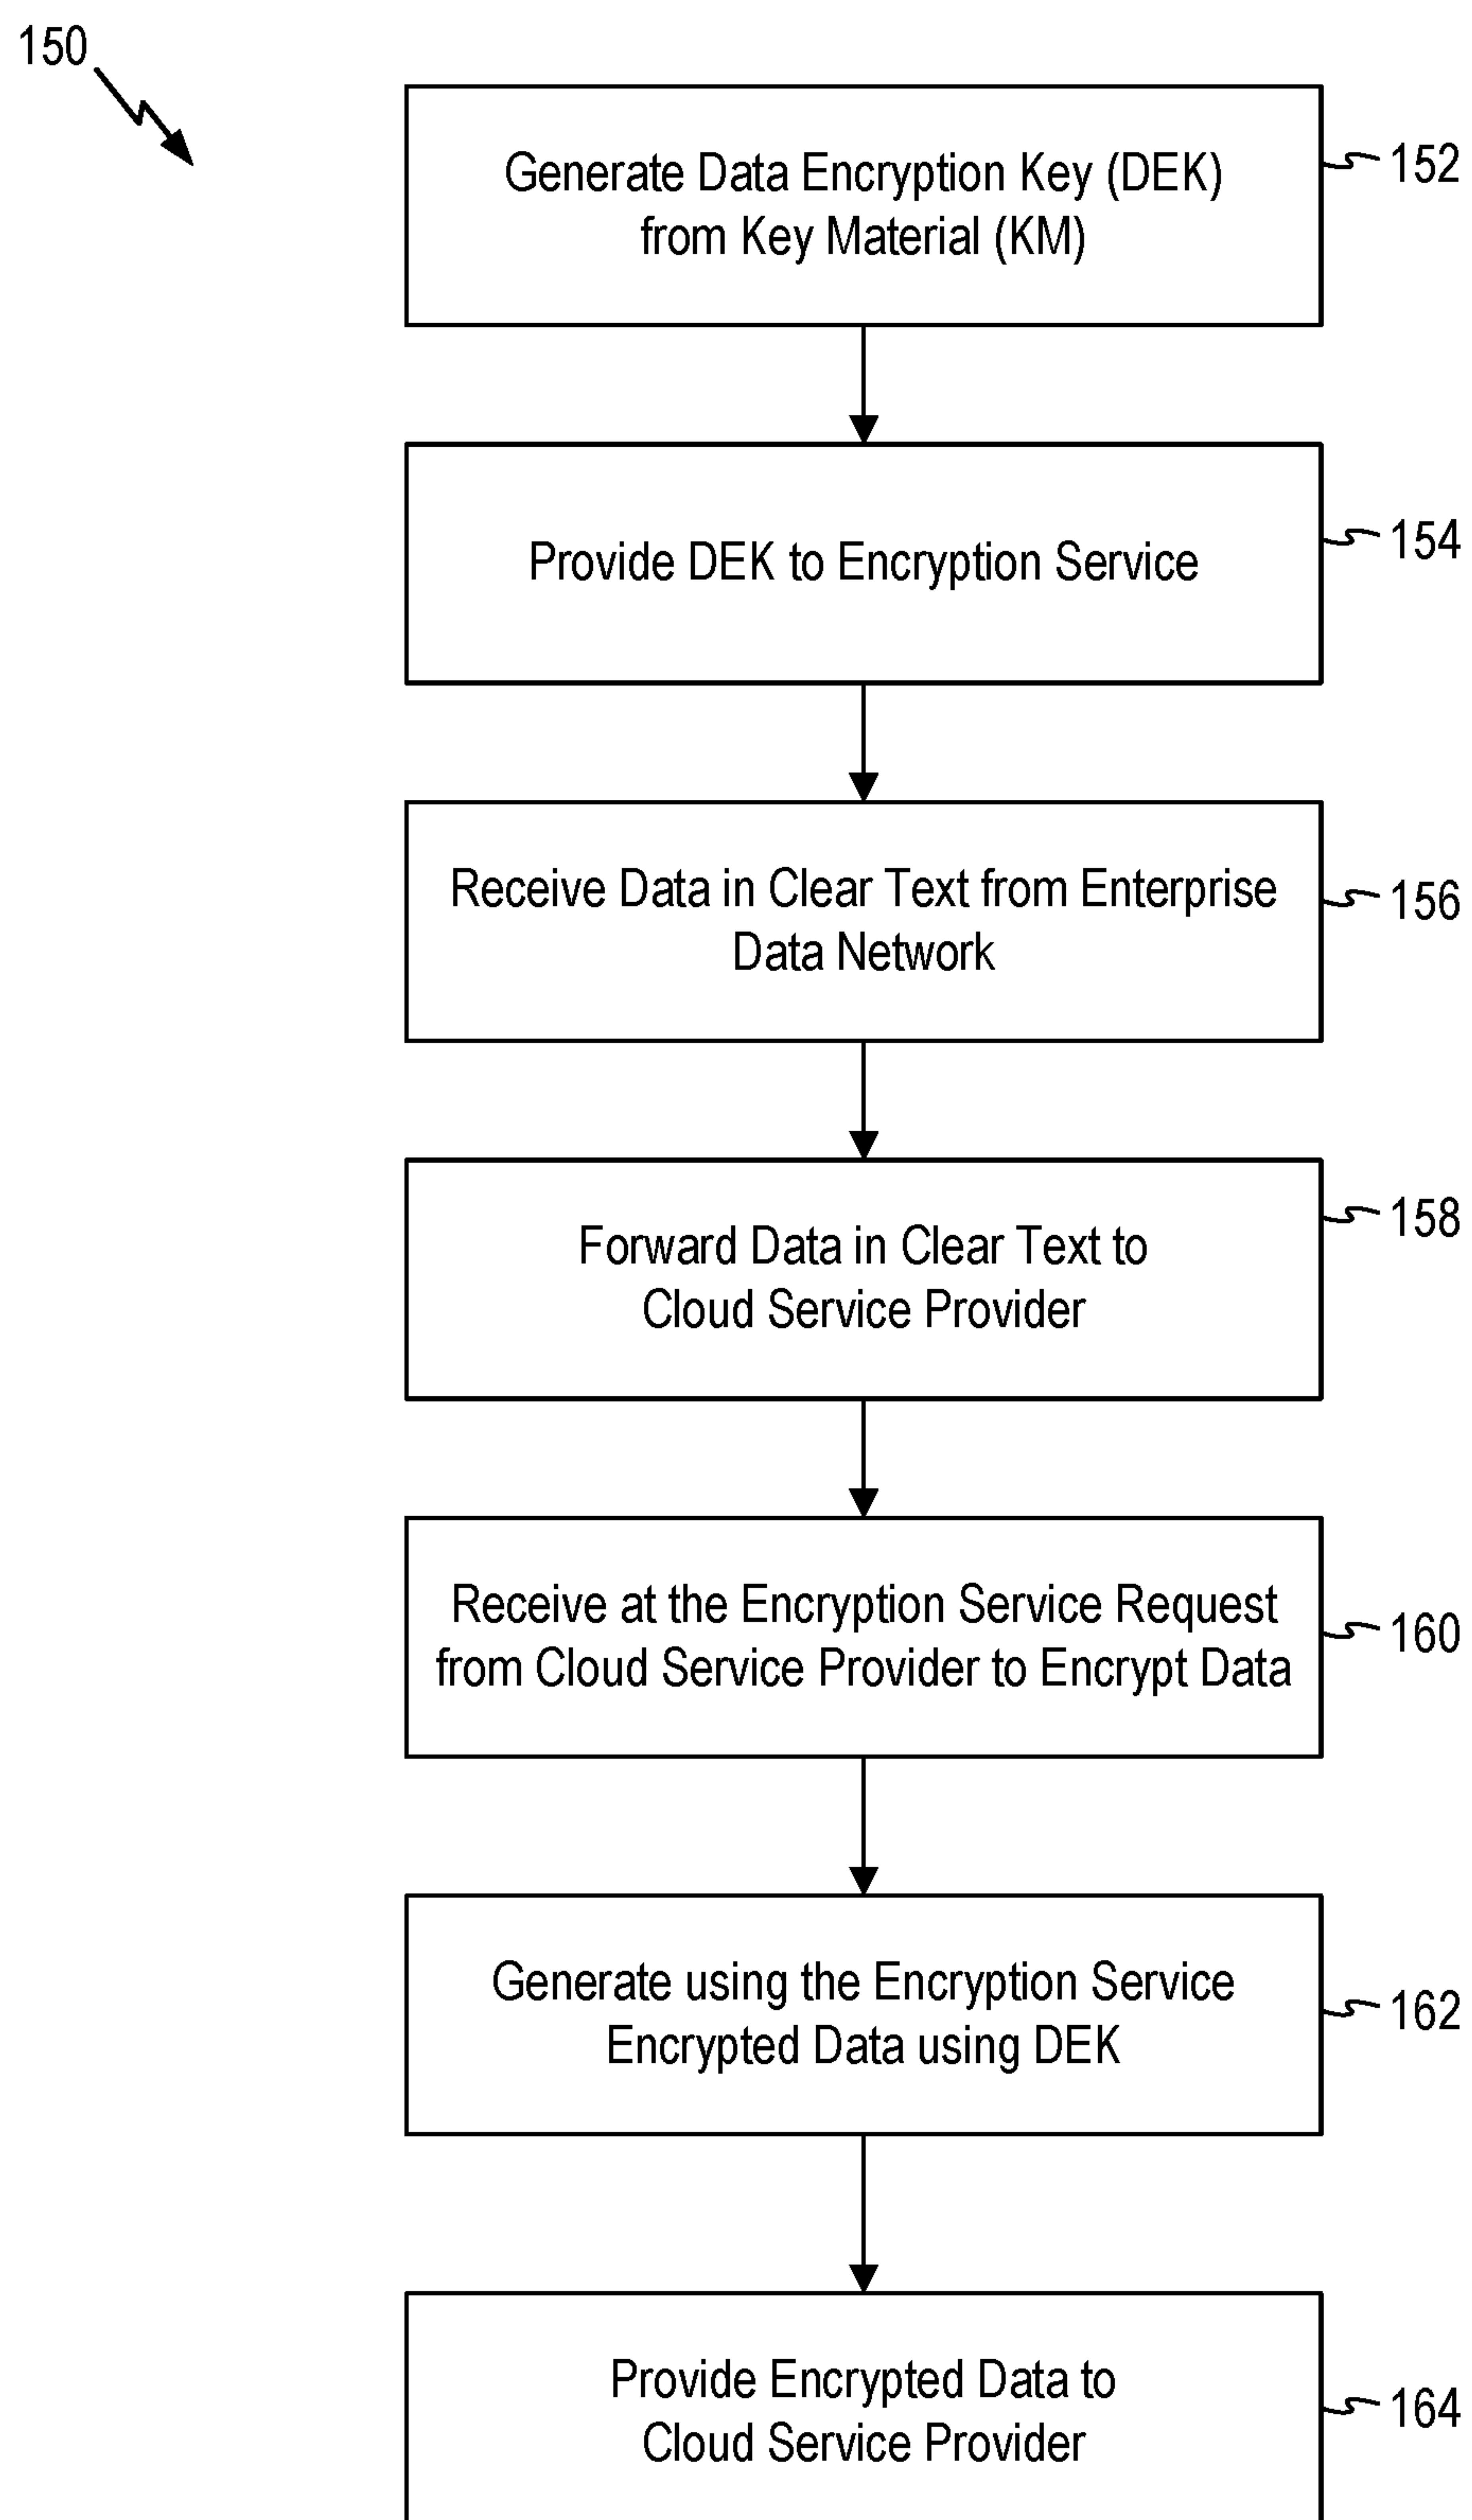 150
Generate Data Encryption Key (DEK)
from Key Material (KM)
152
Provide DEK to Encryption Service
154
Receive Data in Clear Text from Enterprise
Data Network
156
Forward Data in Clear Text to
Cloud Service Provider
158
Receive at the Encryption Service Request
from Cloud Service Provider to Encrypt Data
160
Generate using the Encryption Service
Encrypted Data using DEK
162
Provide Encrypted Data to
Cloud Service Provider
164